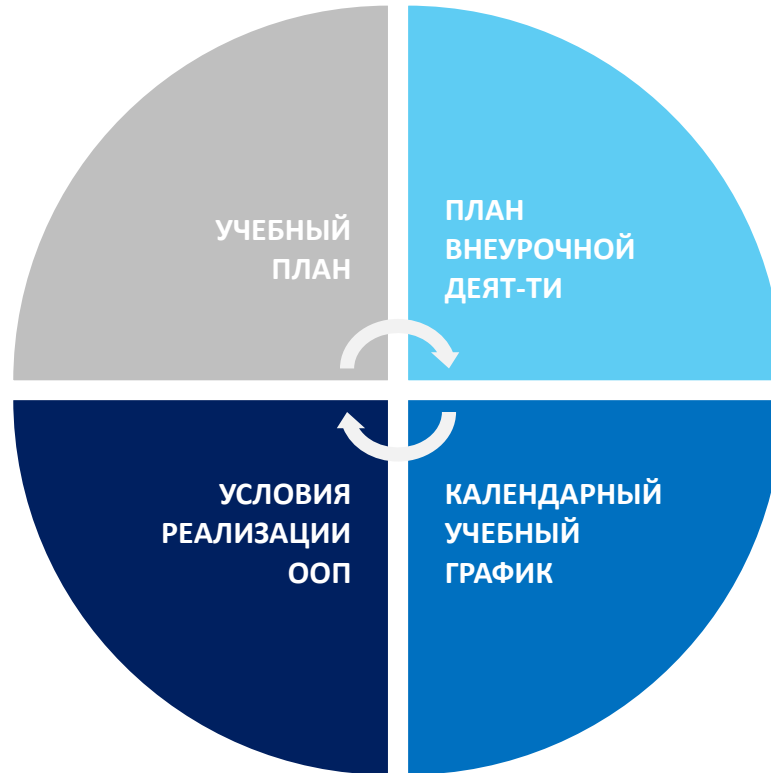 УЧЕБНЫЙ
ПЛАН
ПЛАН
ВНЕУРОЧНОЙ
ДЕЯТ-ТИ
УСЛОВИЯ
РЕАЛИЗАЦИИ
ООП
КАЛЕНДАРНЫЙ
УЧЕБНЫЙ
ГРАФИК